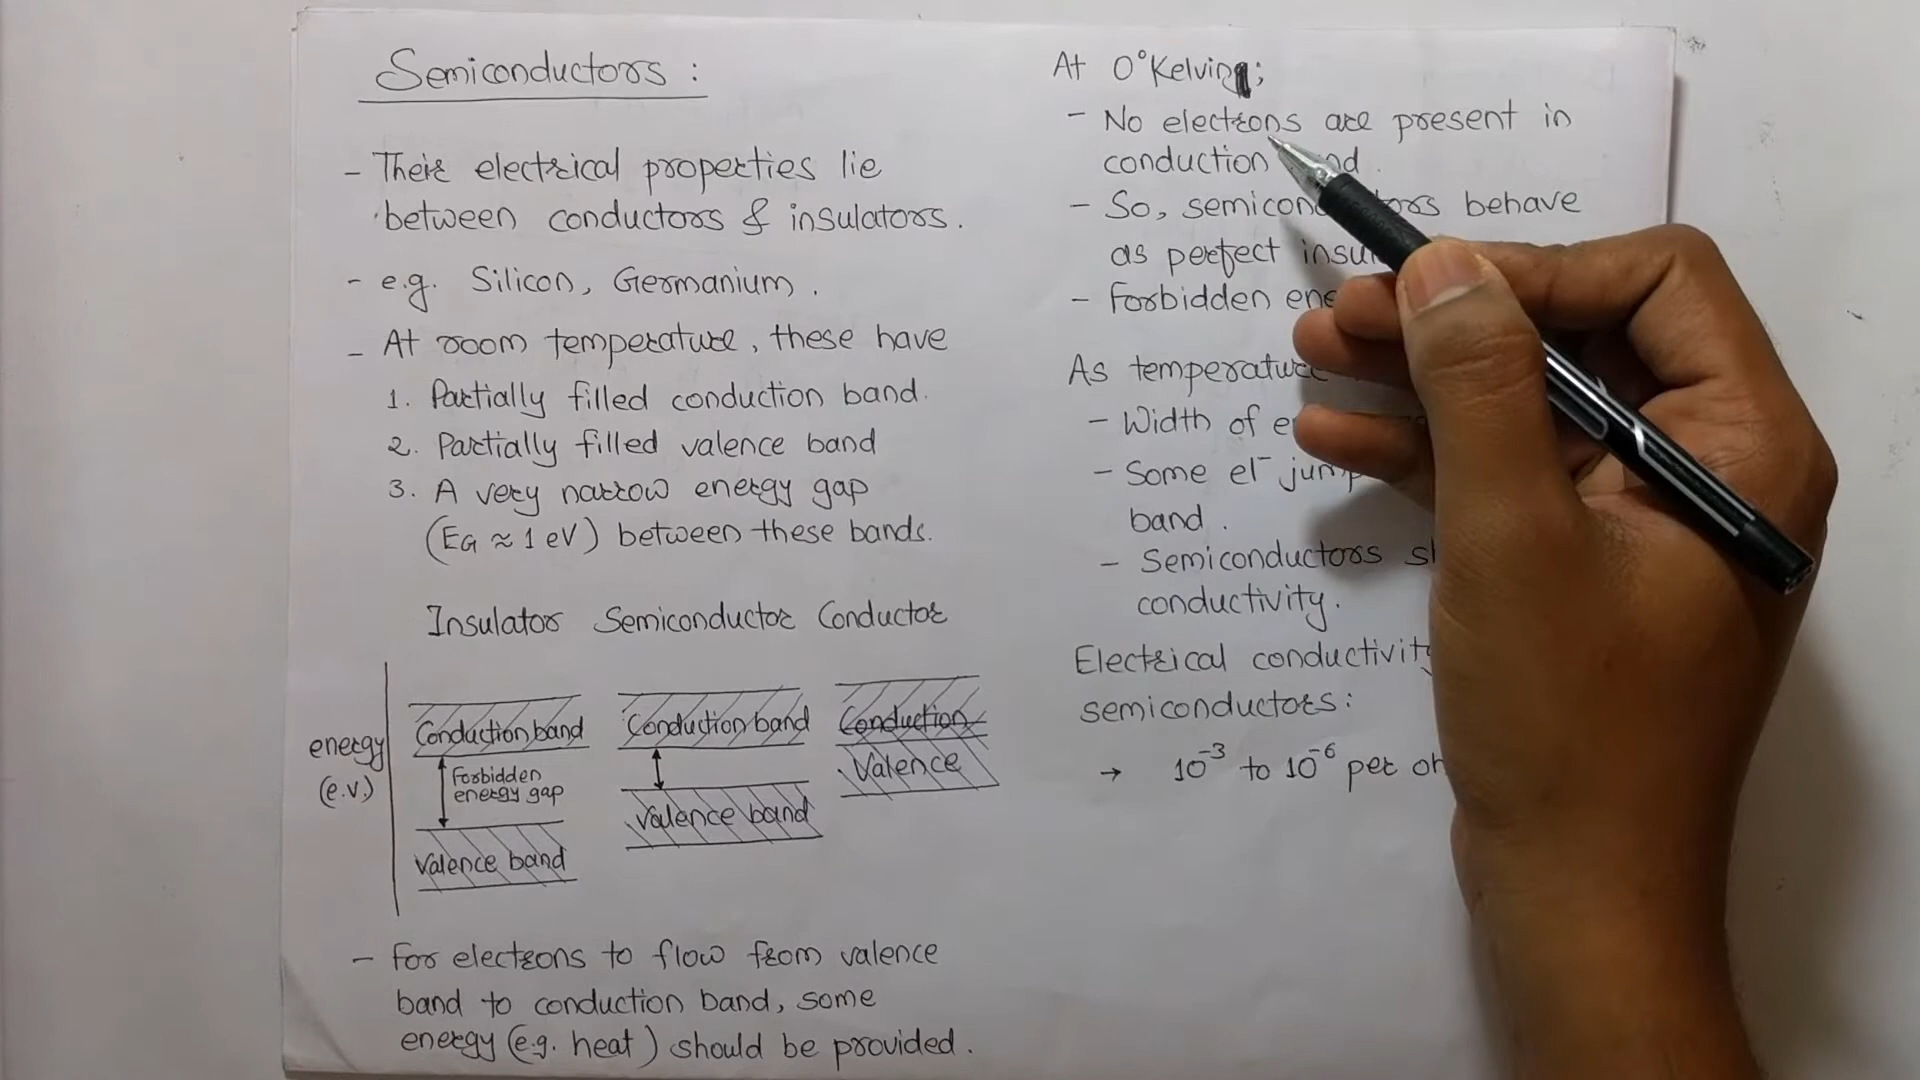 Semiconductors :
- Their electrical properties lie
between conductors & insulators.
- e.g. Silicon, Germanium.
- At room temperature, these have
1. Partially filled conduction band.
2. Partially filled valence band
3. A very narrow energy gap
(EG ≈ 1 eV) between these bands.
Insulator Semiconductor Conductor
energy
(e.v.)
Conduction band
Forbidden
energy gap
Valence band
Conduction band
Valence band
Conduction
Valence
- For electrons to flow from valence
band to conduction band, some
energy (e.g. heat) should be provided.
At 0° Kelvin;
- No electrons are present in
conduction
- So, semiconductors behave
as perfect
- Forbidden
As temperature
- Width of
- Some el⁻ jump
band.
- Semiconductors
conductivity.
Electrical conductivity
semiconductors:
→ 10⁻³ to 10⁻⁶ per